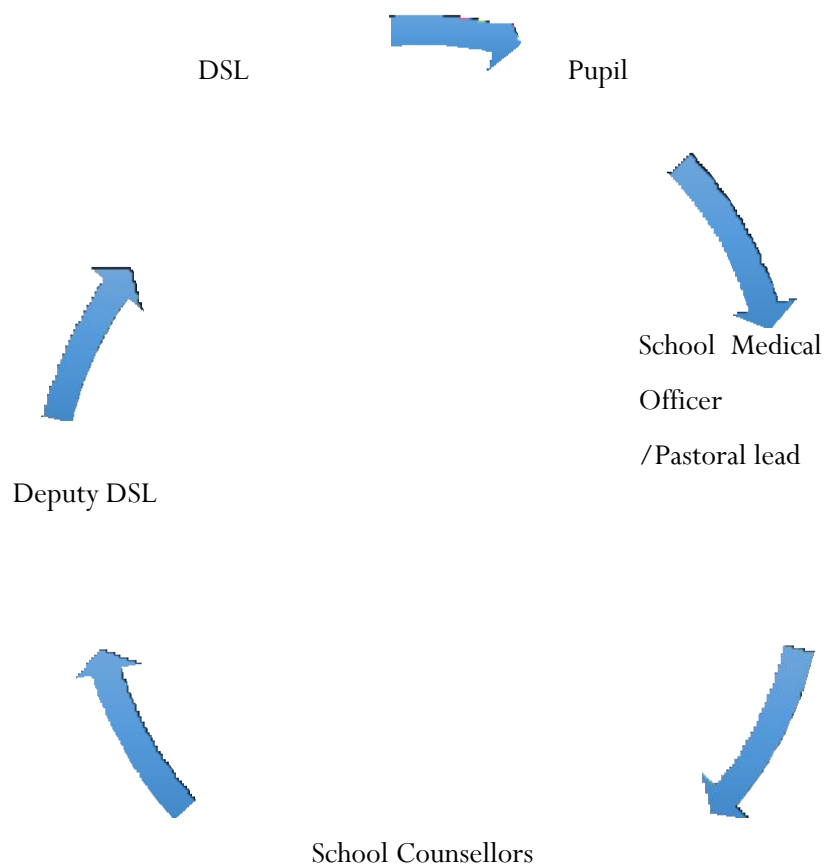 DSL
Pupil
School Medical
Officer
/Pastoral lead
Deputy DSL
School Counsellors